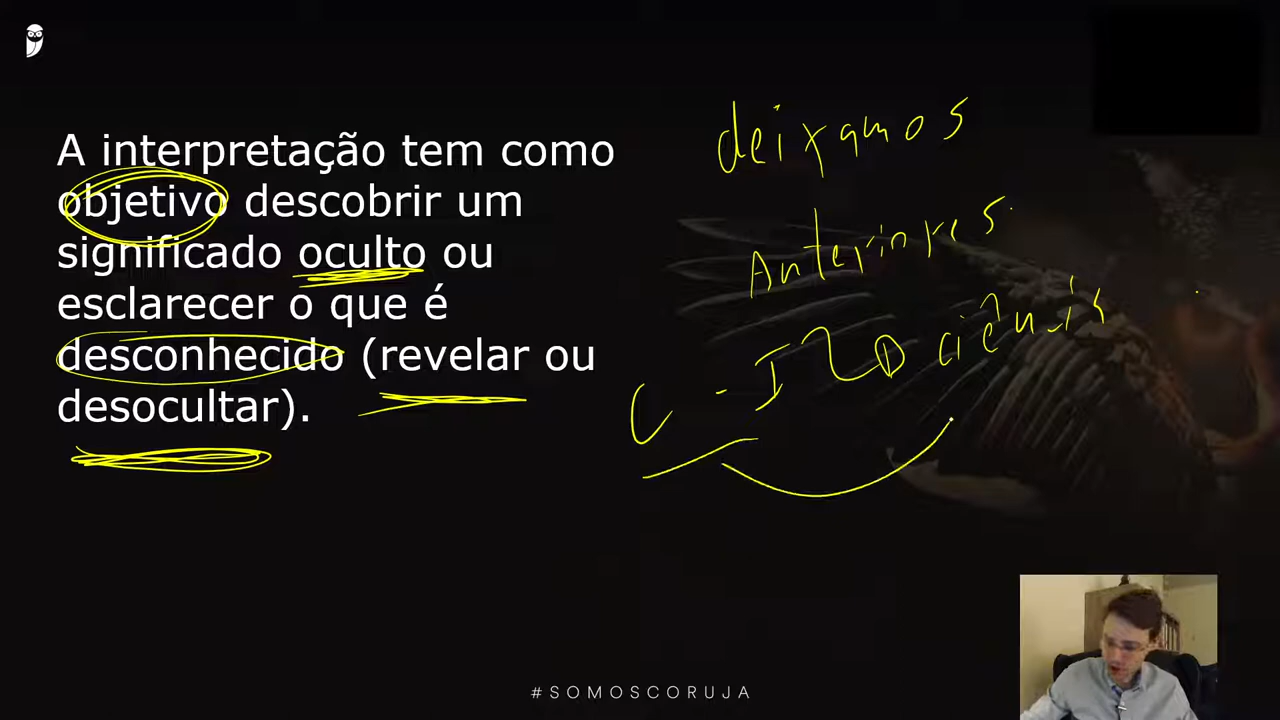 A interpretação tem como
objetivo descobrir um
significado oculto ou
esclarecer o que é
desconhecido (revelar ou
desocultar).
deixamos
Anteriores
#SOMOSCORUJA